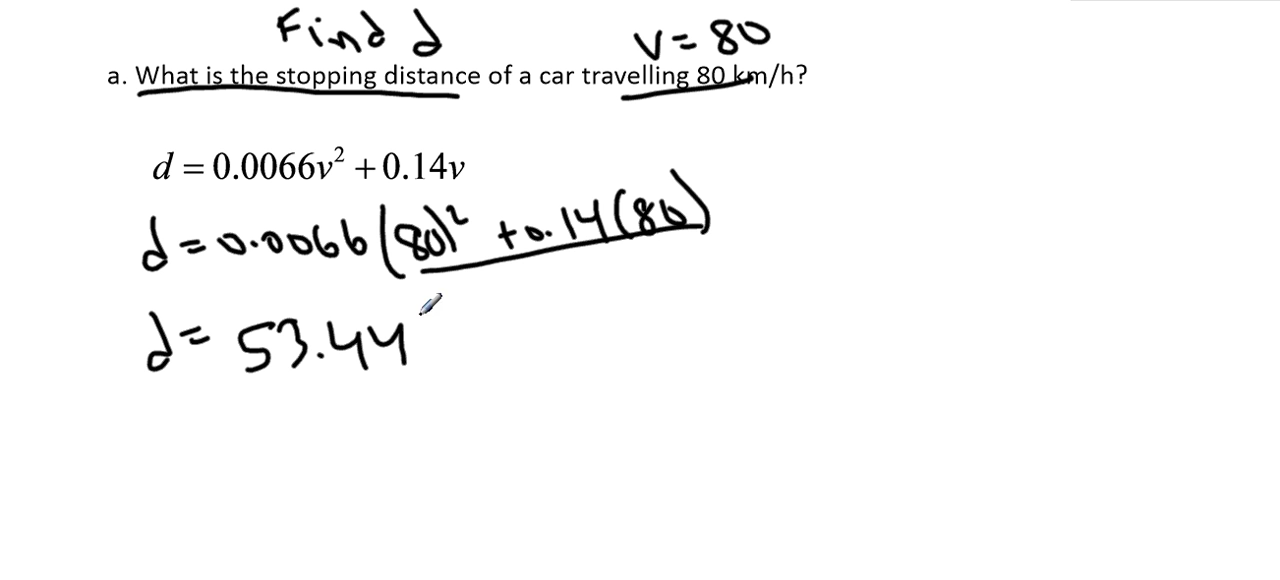 Find d
v=80
a. What is the stopping distance of a car travelling 80 km/h?
d = 0.0066v² + 0.14v
d = 0.0066(80)² + 0.14(80)
d = 53.44